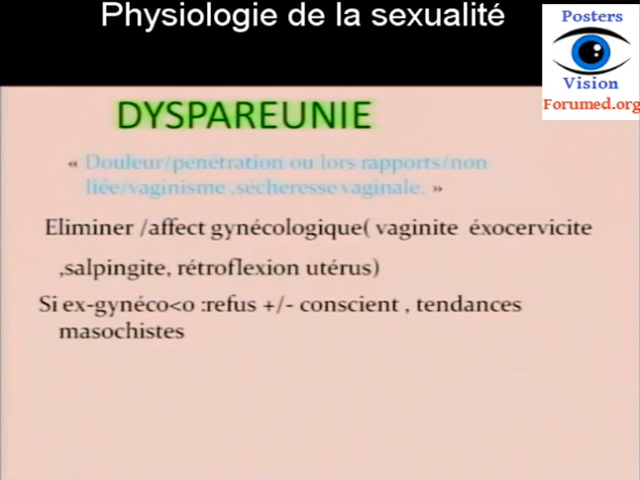 Physiologie de la sexualité
Posters
Vision
Forumed.org
DYSPAREUNIE
« Douleur/pénétration ou lors rapports/non
liée/vaginisme ,sècheresse vaginale. »
Eliminer /affect gynécologique( vaginite éxocervicite
,salpingite, rétroflexion utérus)
Si ex-gynéco<o :refus +/- conscient , tendances
masochistes